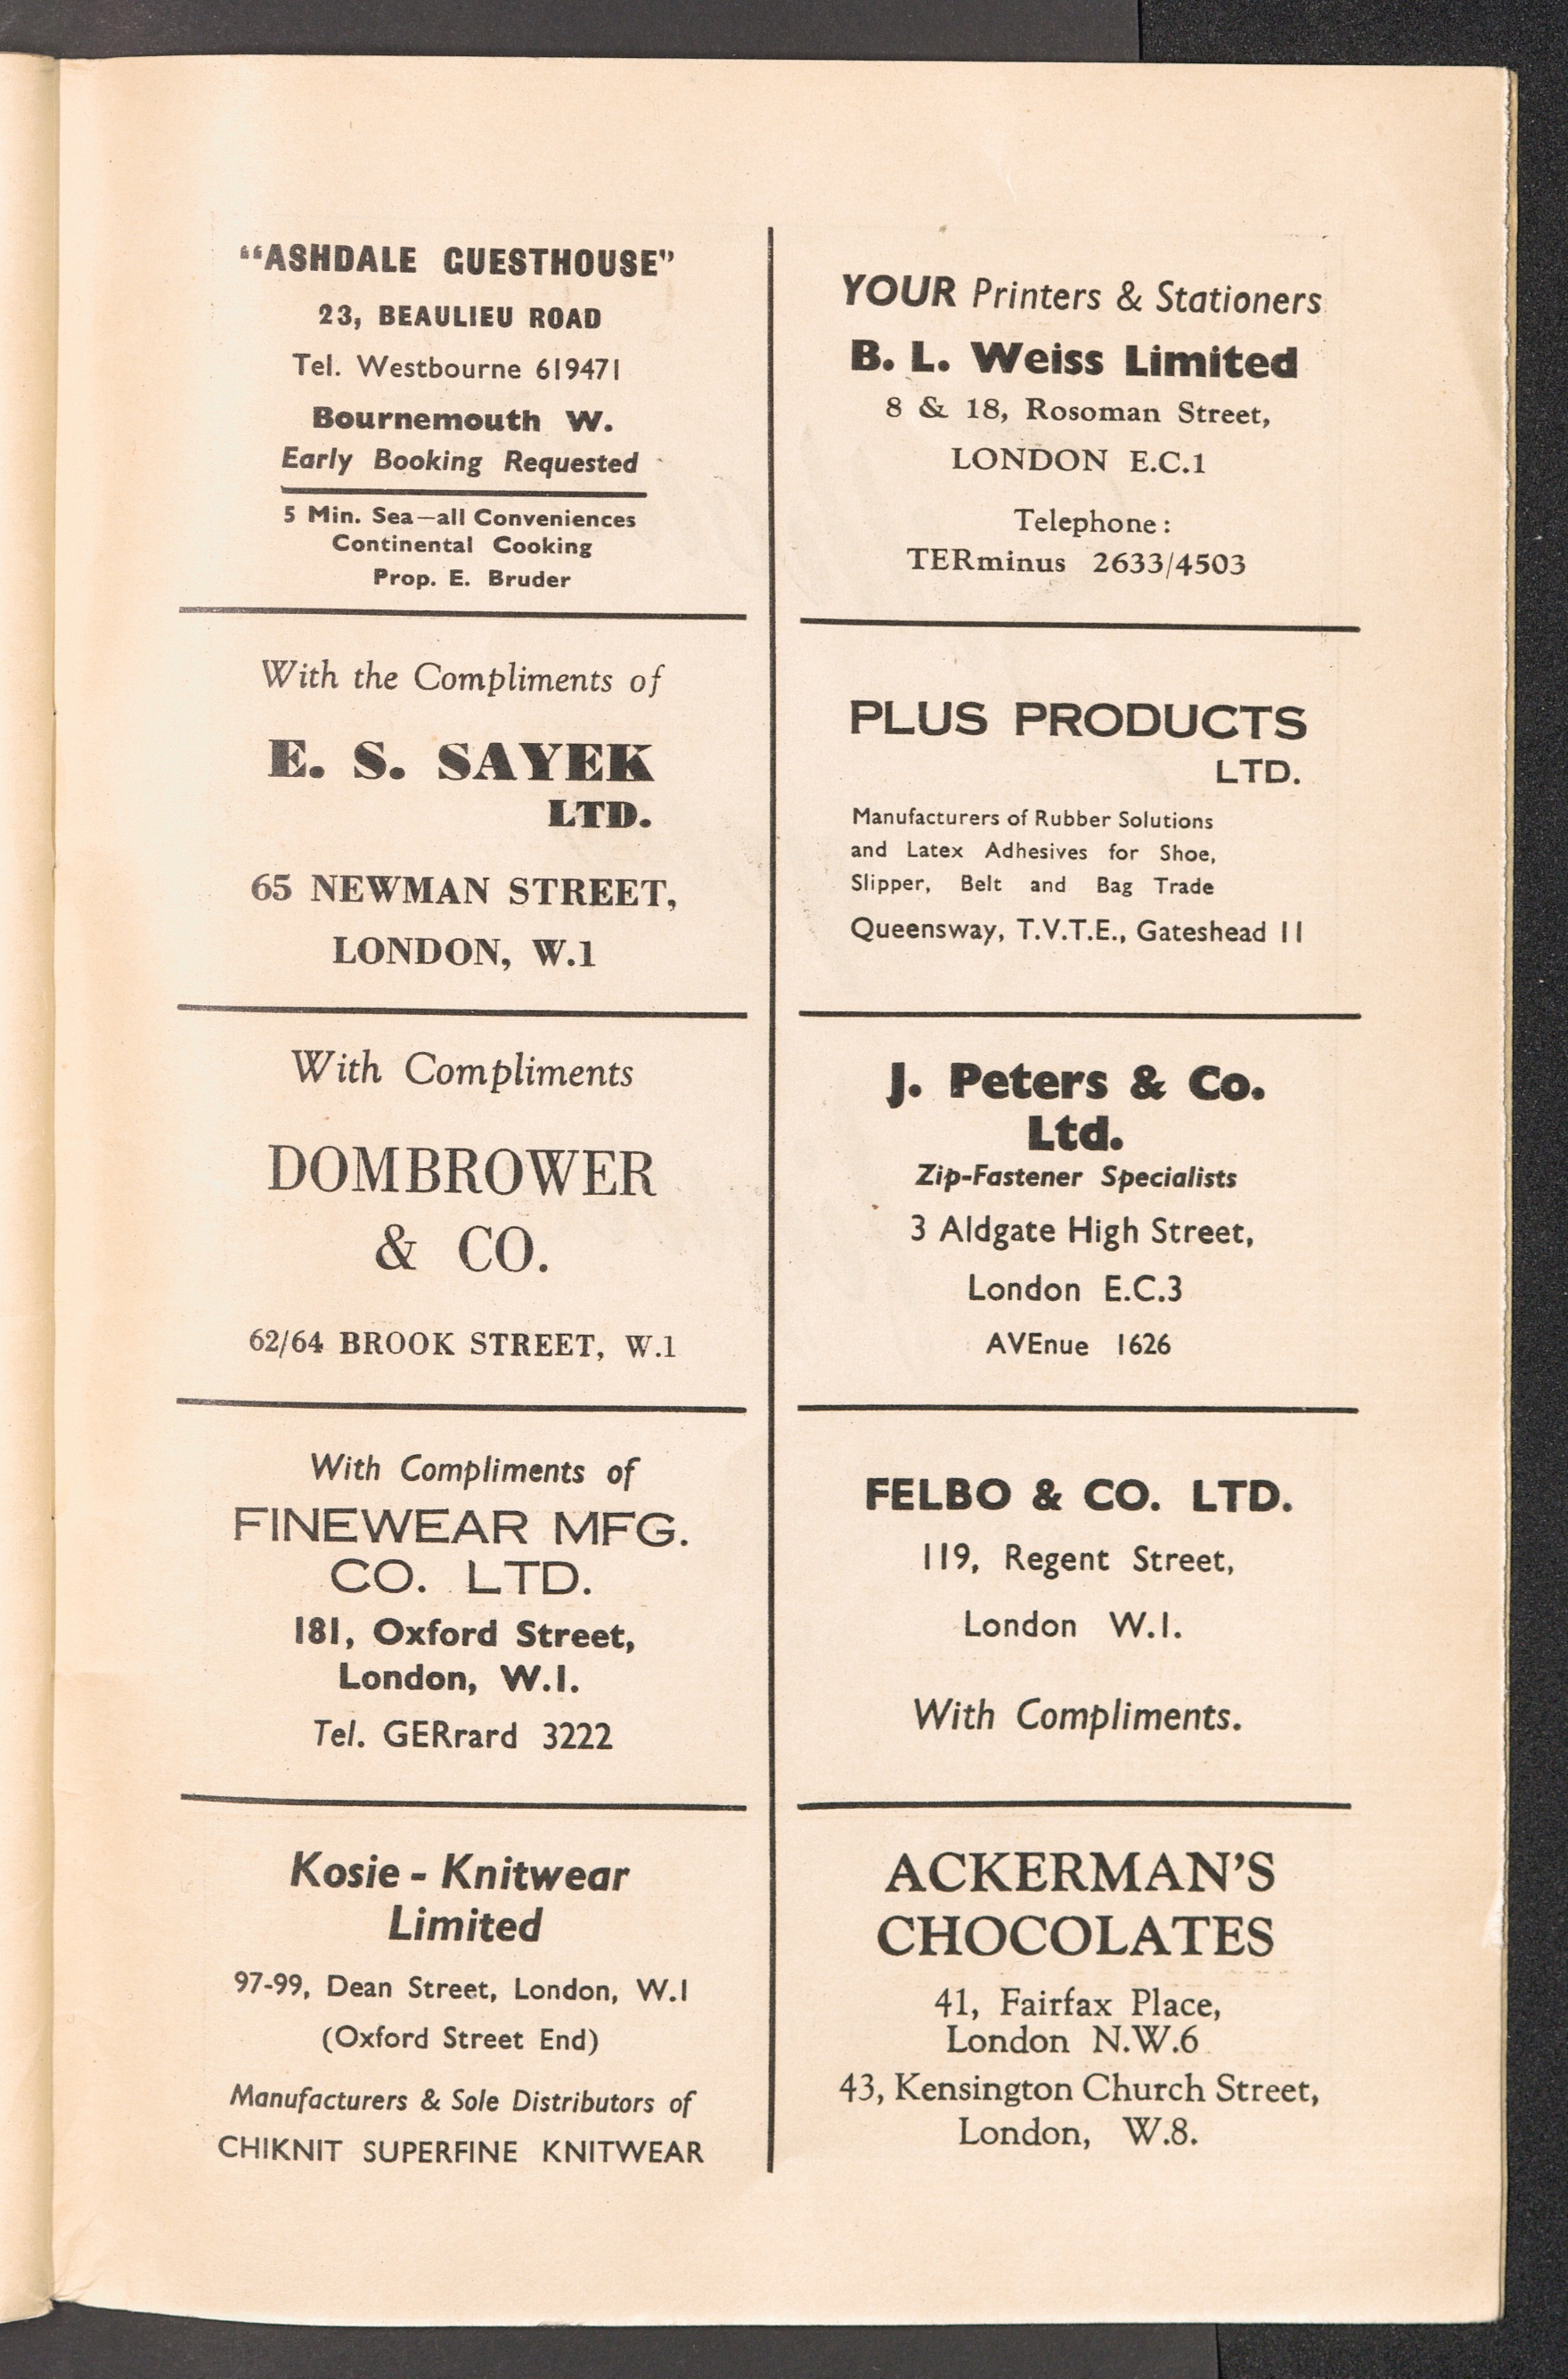 "ASHDALE GUESTHOUSE"
23, BEAULIEU ROAD
Tel. Westbourne 619471
Bournemouth W.
Early Booking Requested
5 Min. Sea—all Conveniences
Continental Cooking
Prop. E. Bruder
With the Compliments of
E. S. SAYEK
LTD.
65 NEWMAN STREET,
LONDON, W.1
With Compliments
DOMBROWER
& CO.
62/64 BROOK STREET, W.1
With Compliments of
FINEWEAR MFG.
CO. LTD.
181, Oxford Street,
London, W.1.
Tel. GERrard 3222
Kosie - Knitwear
Limited
97-99, Dean Street, London, W.1
(Oxford Street End)
Manufacturers & Sole Distributors of
CHIKNIT SUPERFINE KNITWEAR
YOUR Printers & Stationers
B. L. Weiss Limited
8 & 18, Rosoman Street,
LONDON E.C.1
Telephone:
TERminus 2633/4503
PLUS PRODUCTS
LTD.
Manufacturers of Rubber Solutions
and Latex Adhesives for Shoe,
Slipper, Belt and Bag Trade
Queensway, T.V.T.E., Gateshead 11
J. Peters & Co.
Ltd.
Zip-Fastener Specialists
3 Aldgate High Street,
London E.C.3
AVEnue 1626
FELBO & CO. LTD.
119, Regent Street,
London W.1.
With Compliments.
ACKERMAN'S
CHOCOLATES
41, Fairfax Place,
London N.W.6
43, Kensington Church Street,
London, W.8.